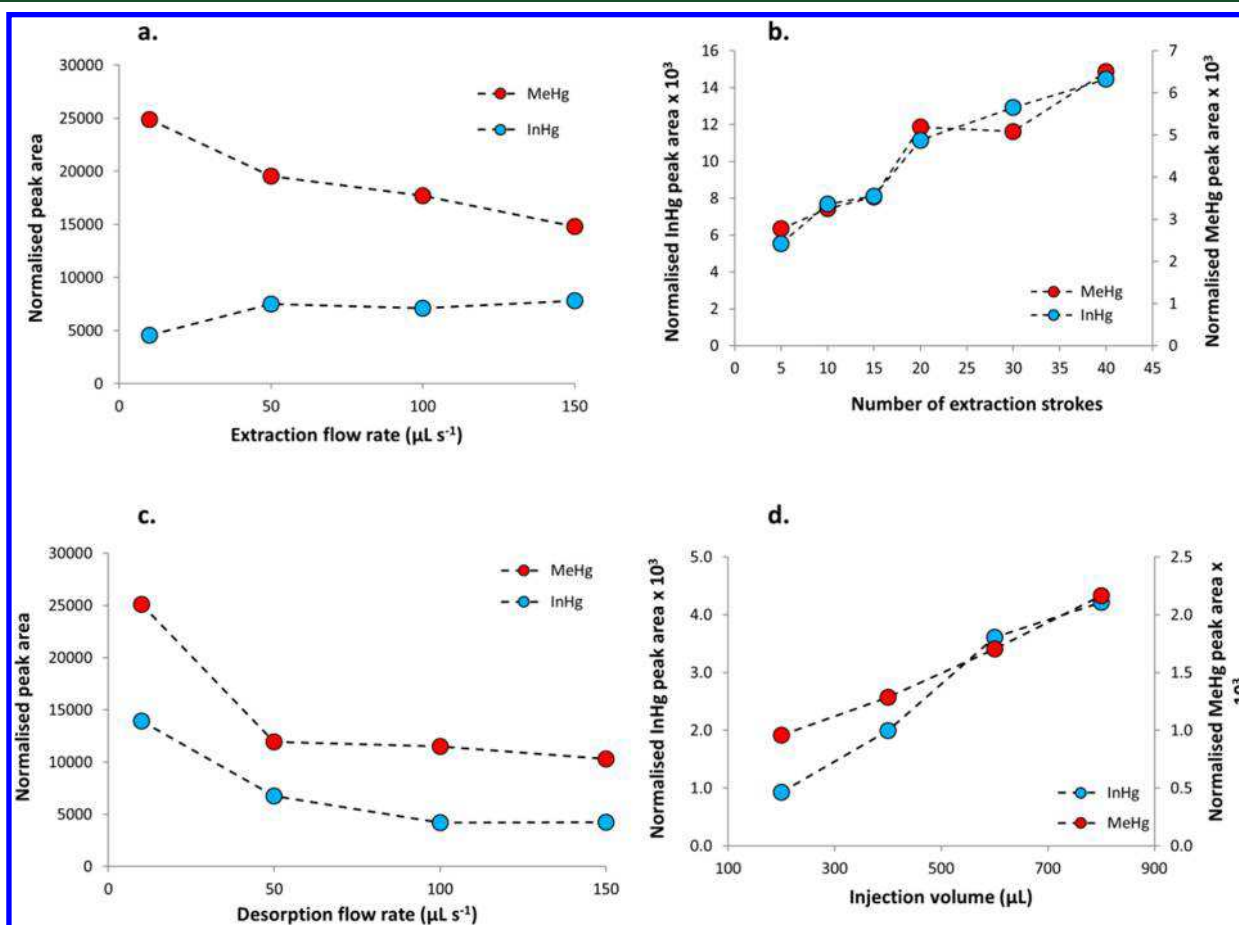 a.
Normalised peak area
30000
25000
20000
15000
10000
5000
0
MeHg
InHg
0 50 100 150
Extraction flow rate (µL s⁻¹)
b.
Normalised InHg peak area x 10³
16
14
12
10
8
6
4
2
0
MeHg
InHg
7
6
5
4
3
2
1
0
Normalised MeHg peak area x 10³
0 5 10 15 20 25 30 35 40 45
Number of extraction strokes
c.
Normalised peak area
30000
25000
20000
15000
10000
5000
0
MeHg
InHg
0 50 100 150
Desorption flow rate (µL s⁻¹)
d.
Normalised InHg peak area x 10³
5.0
4.0
3.0
2.0
1.0
0.0
InHg
MeHg
2.5
2.0
1.5
1.0
0.5
0.0
Normalised MeHg peak area x
10³
100 300 500 700 900
Injection volume (µL)